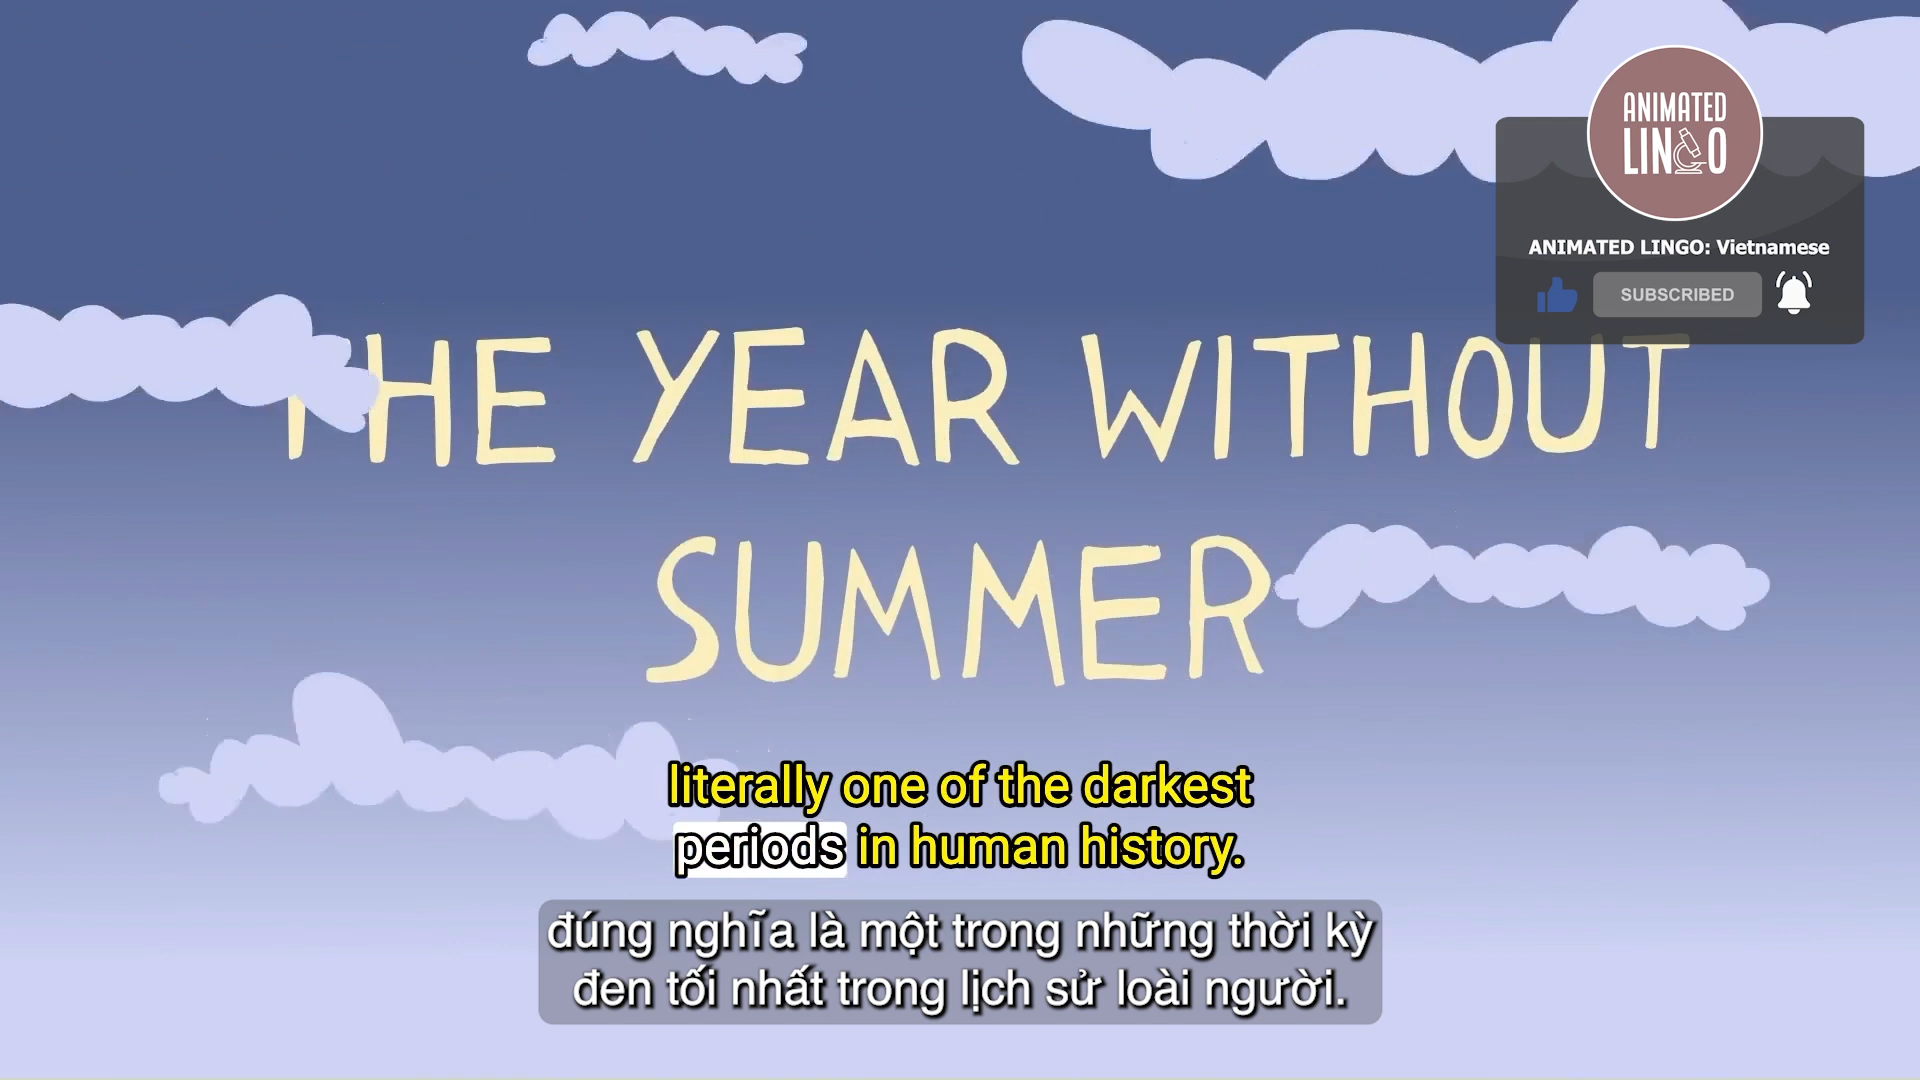 ANIMATED
LINGO
ANIMATED LINGO: Vietnamese
SUBSCRIBED
THE YEAR WITHOUT
SUMMER
literally one of the darkest
periods in human history.
đúng nghĩa là một trong những thời kỳ
đen tối nhất trong lịch sử loài người.